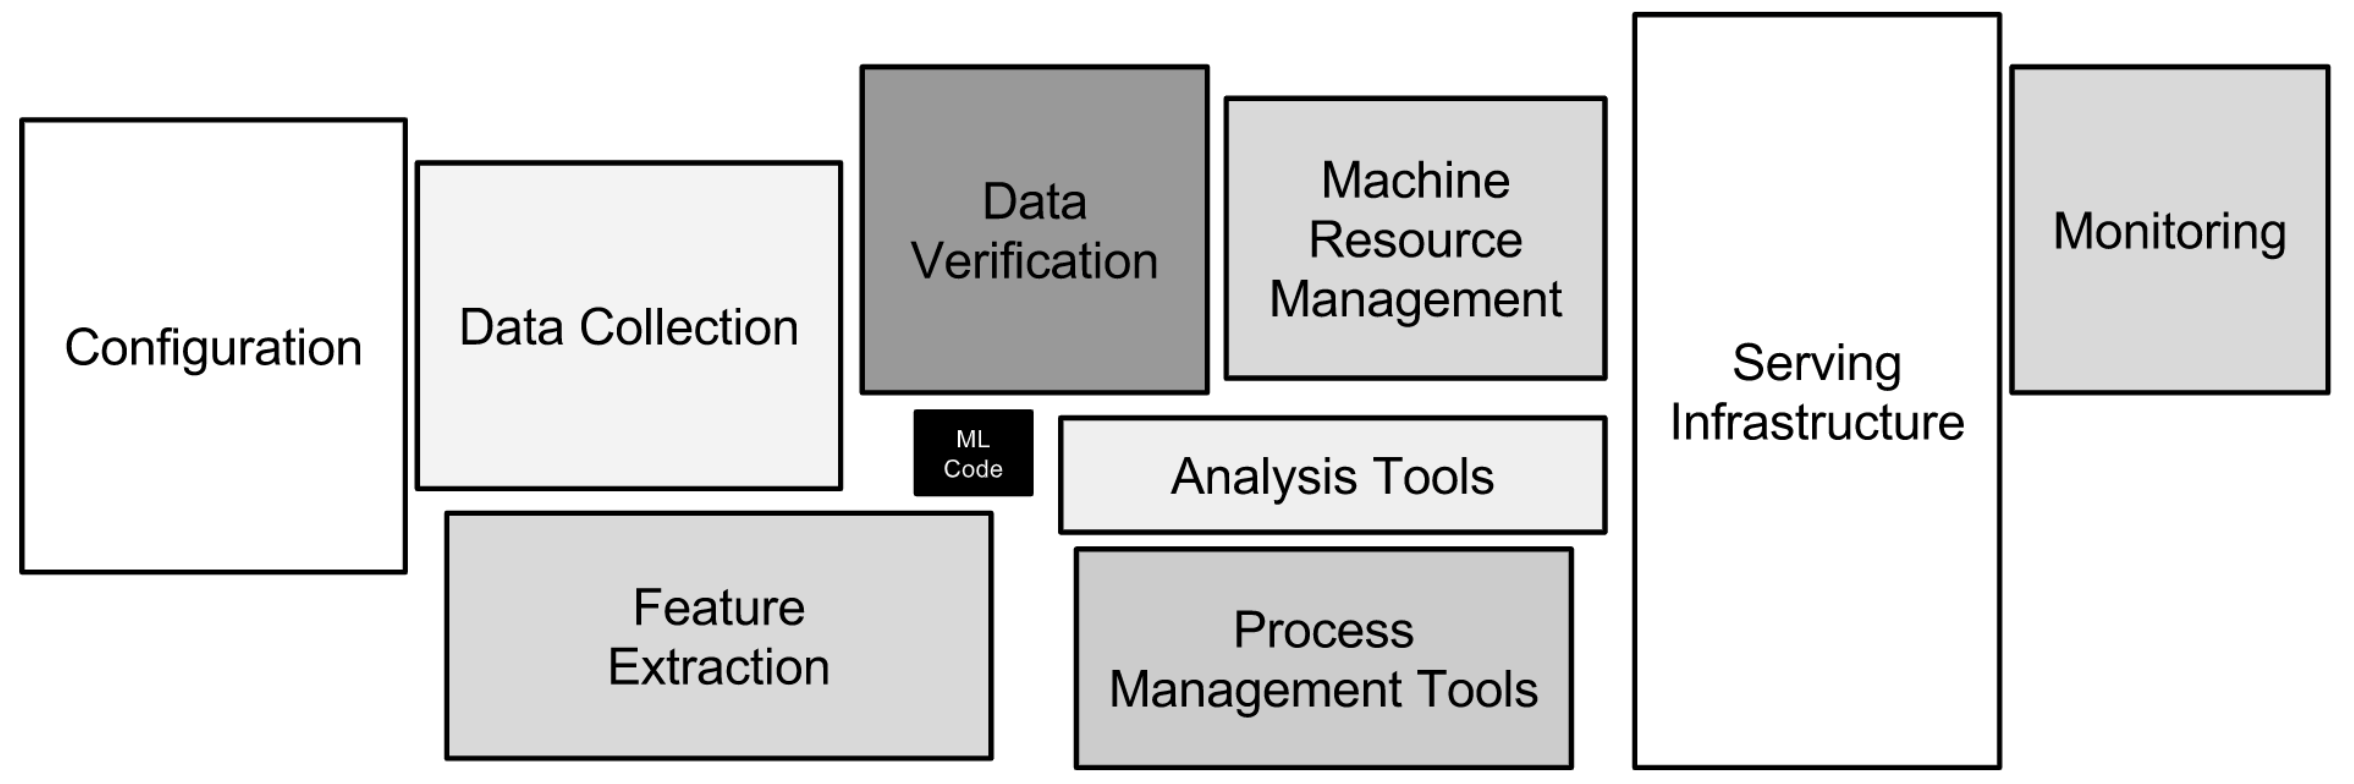 Configuration
Data Collection
Feature
Extraction
Data
Verification
ML
Code
Machine
Resource
Management
Analysis Tools
Process
Management Tools
Serving
Infrastructure
Monitoring